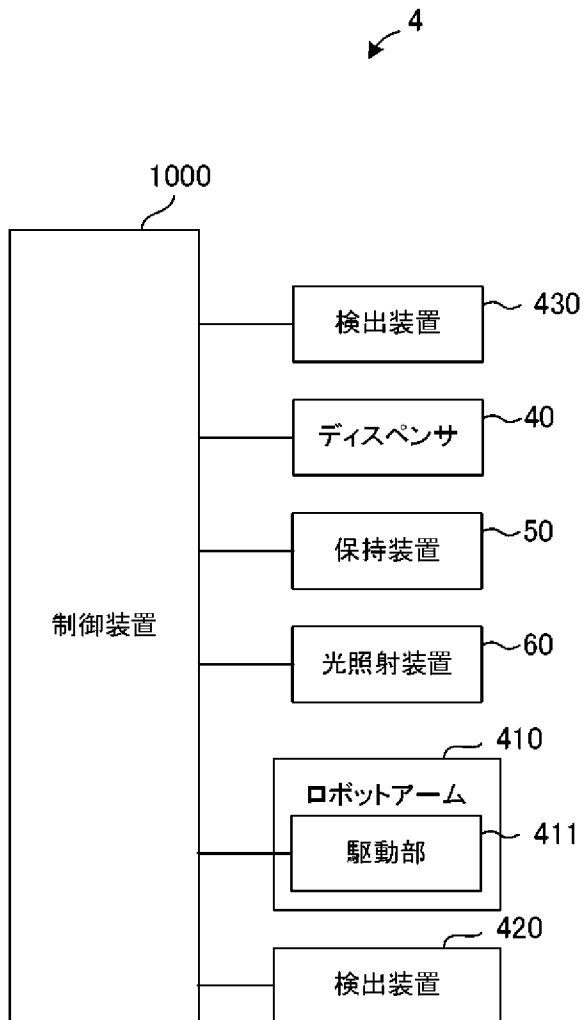 4
1000
検出装置
430
ディスペンサ
40
保持装置
50
制御装置
光照射装置
60
410
ロボットアーム
駆動部
411
420
検出装置